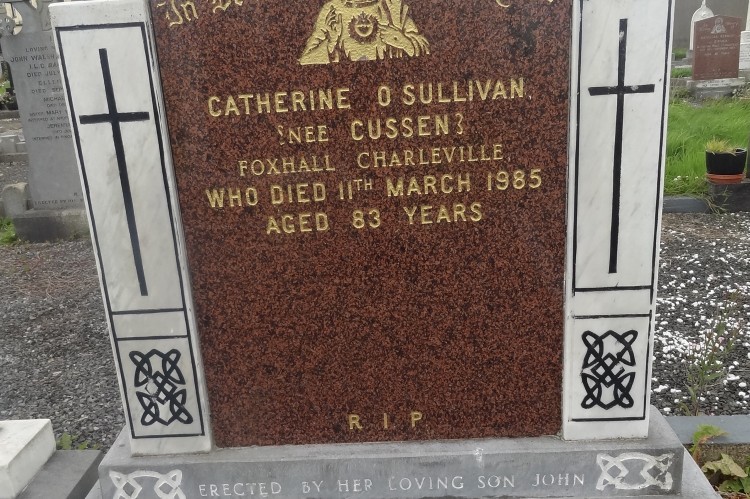 In
CATHERINE O SULLIVAN.
(NEE CUSSEN)
FOXHALL CHARLEVILLE,
WHO DIED 11TH MARCH 1985
AGED 83 YEARS
R I P
ERECTED BY HER LOVING SON JOHN